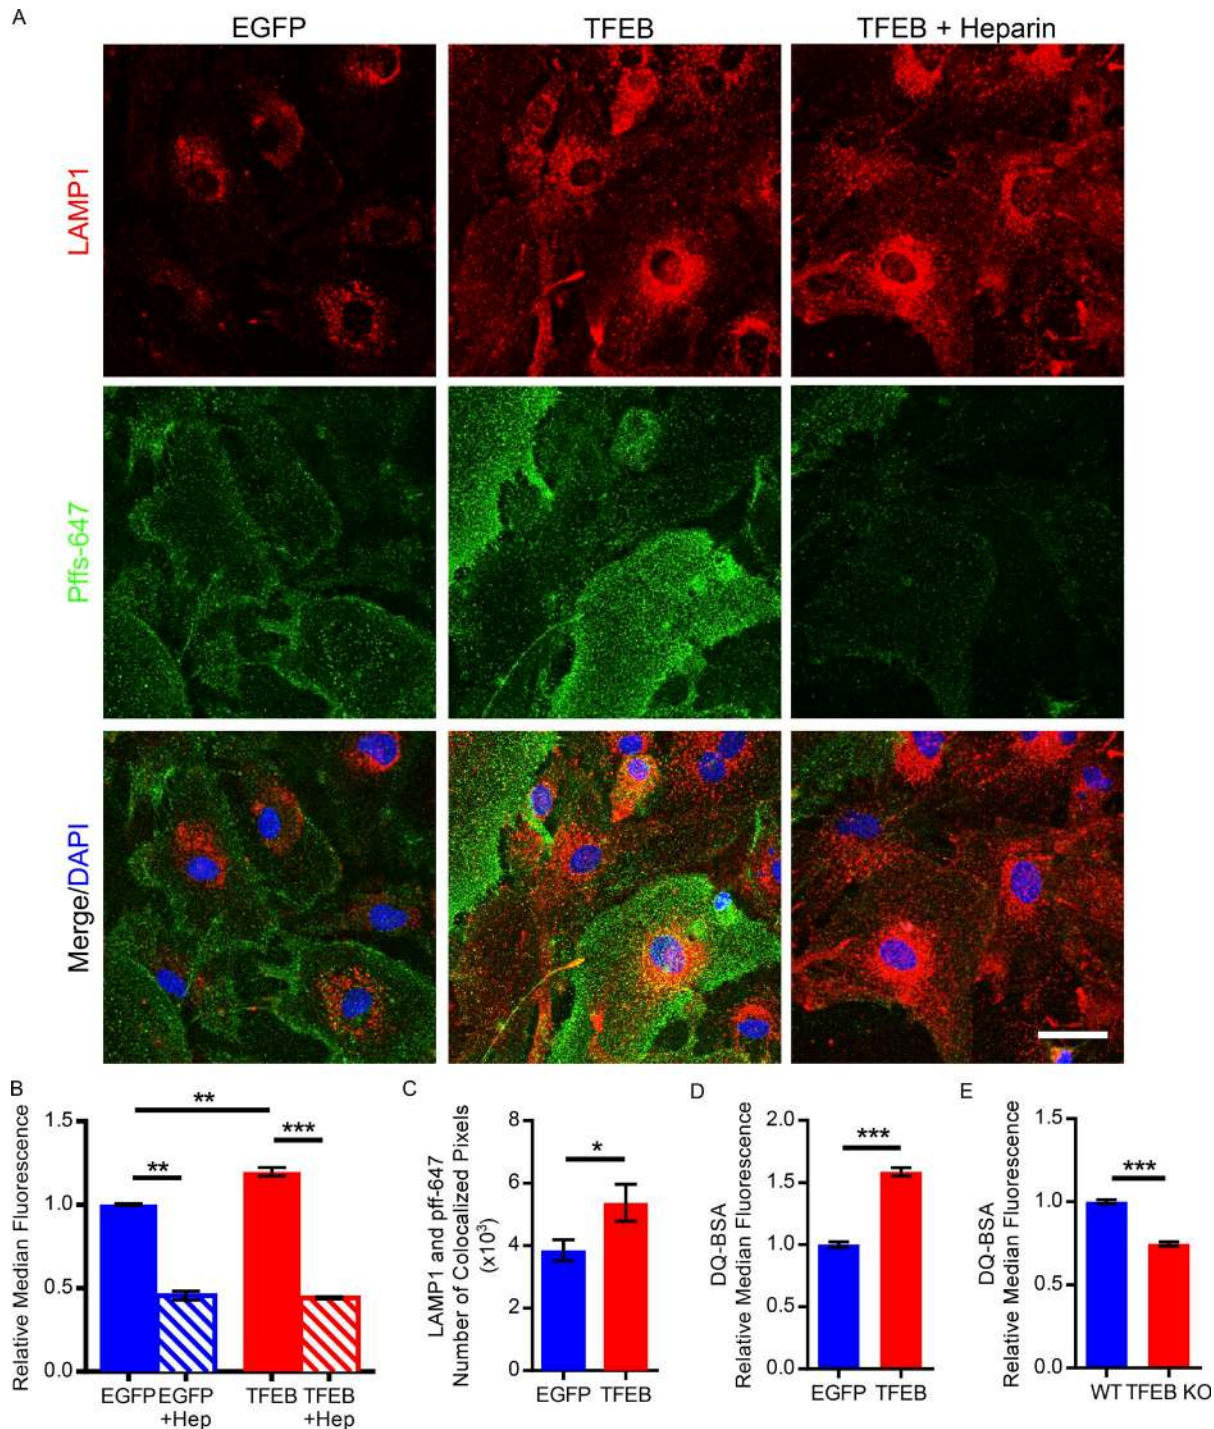 A
EGFP TFEB TFEB + Heparin
LAMP1
Pffs-647
Merge/DAPI
B
Relative Median Fluorescence
1.5
1.0
0.5
0.0
**
**
***
EGFP EGFP +Hep TFEB TFEB +Hep
C
LAMP1 and pff-647
Number of Colocalized Pixels
(x10³)
8
6
4
2
0
*
EGFP TFEB
D
DQ-BSA
Relative Median Fluorescence
2.0
1.5
1.0
0.5
0.0
***
EGFP TFEB
E
DQ-BSA
Relative Median Fluorescence
1.5
1.0
0.5
0.0
***
WT TFEB KO